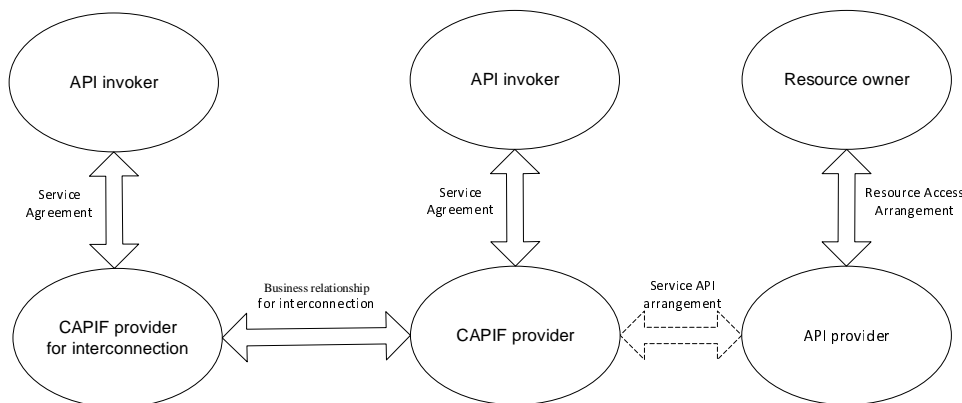 API invoker
API invoker
Resource owner
Service
Agreement
Service
Agreement
Resource Access
Arrangement
Business relationship
for interconnection
Service API
arrangement
CAPIF provider
for interconnection
CAPIF provider
API provider